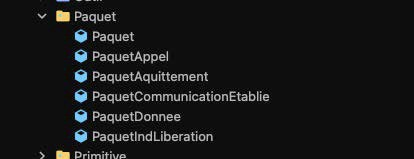 Paquet
Paquet
PaquetAppel
PaquetAquittement
PaquetCommunicationEtablie
PaquetDonnee
PaquetIndLiberation
Primitive